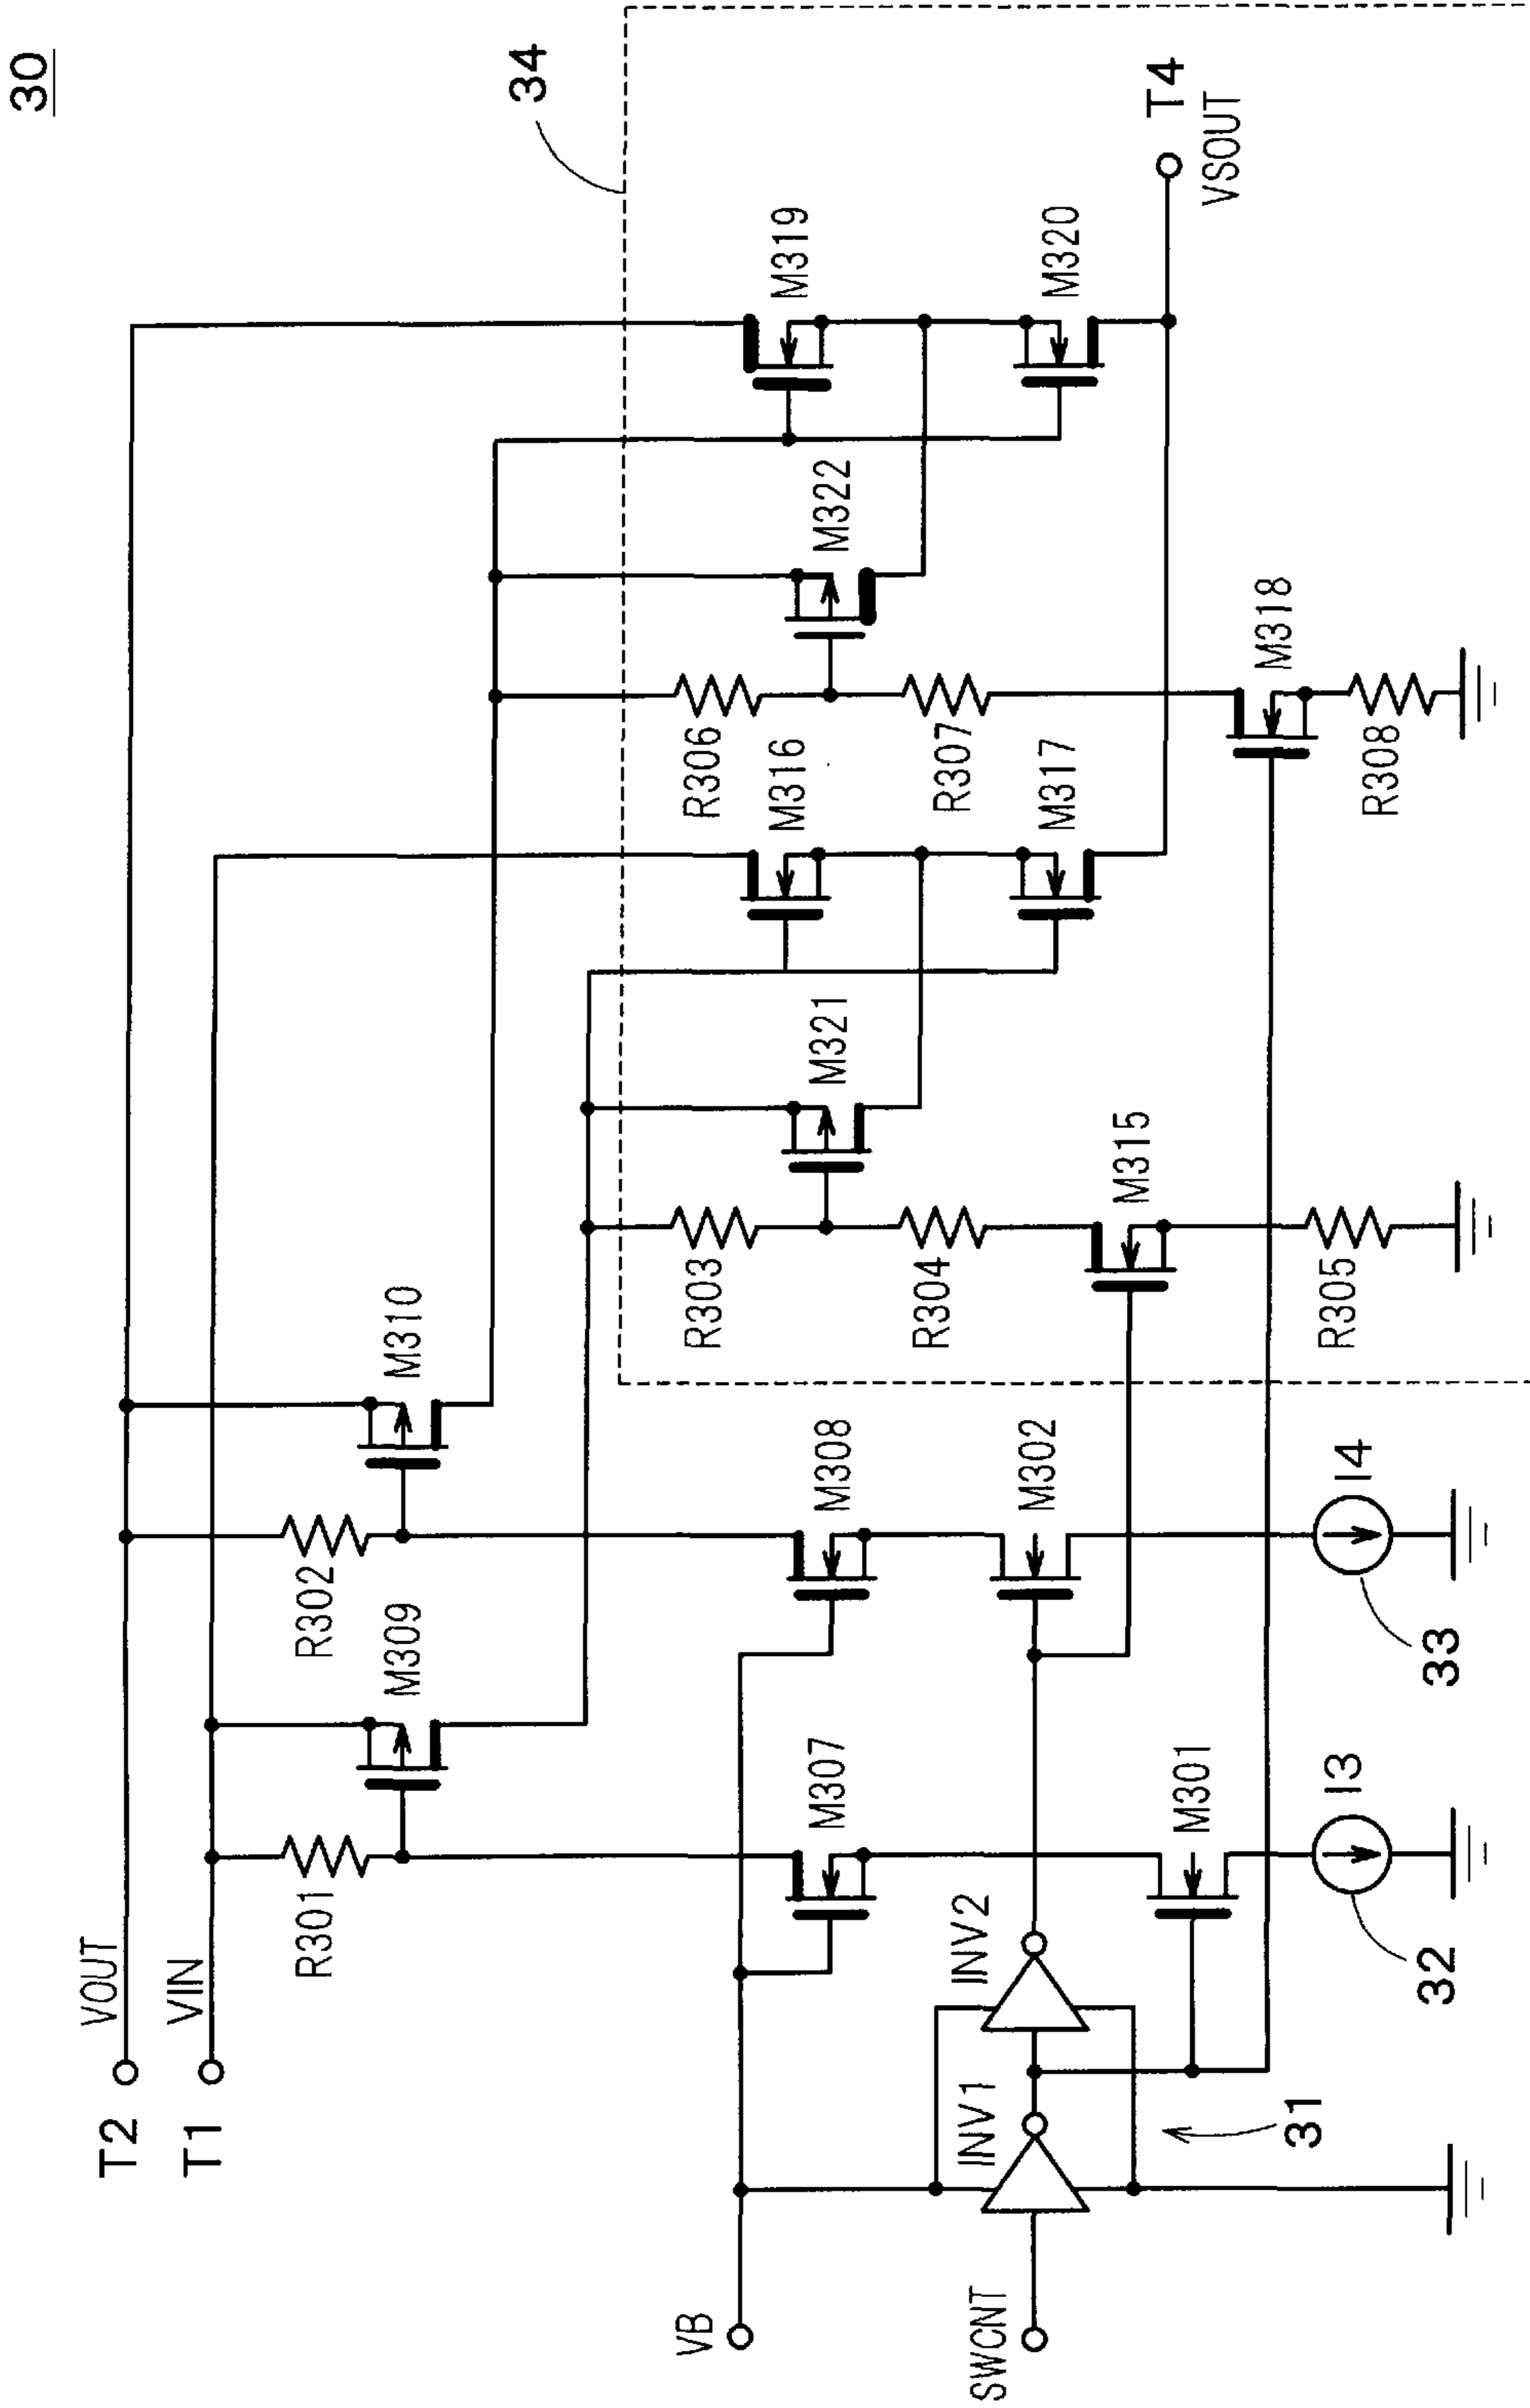 30
34
T2
VOUT
T1
VIN
R301
M309
R302
M310
M319
T4
VSOUT
M320
M322
R306
M316
R307
M317
M318
R308
M321
R303
R304
M315
R305
M308
M302
I4
33
M307
M301
I3
32
INV2
INV1
31
VB
SWCNT